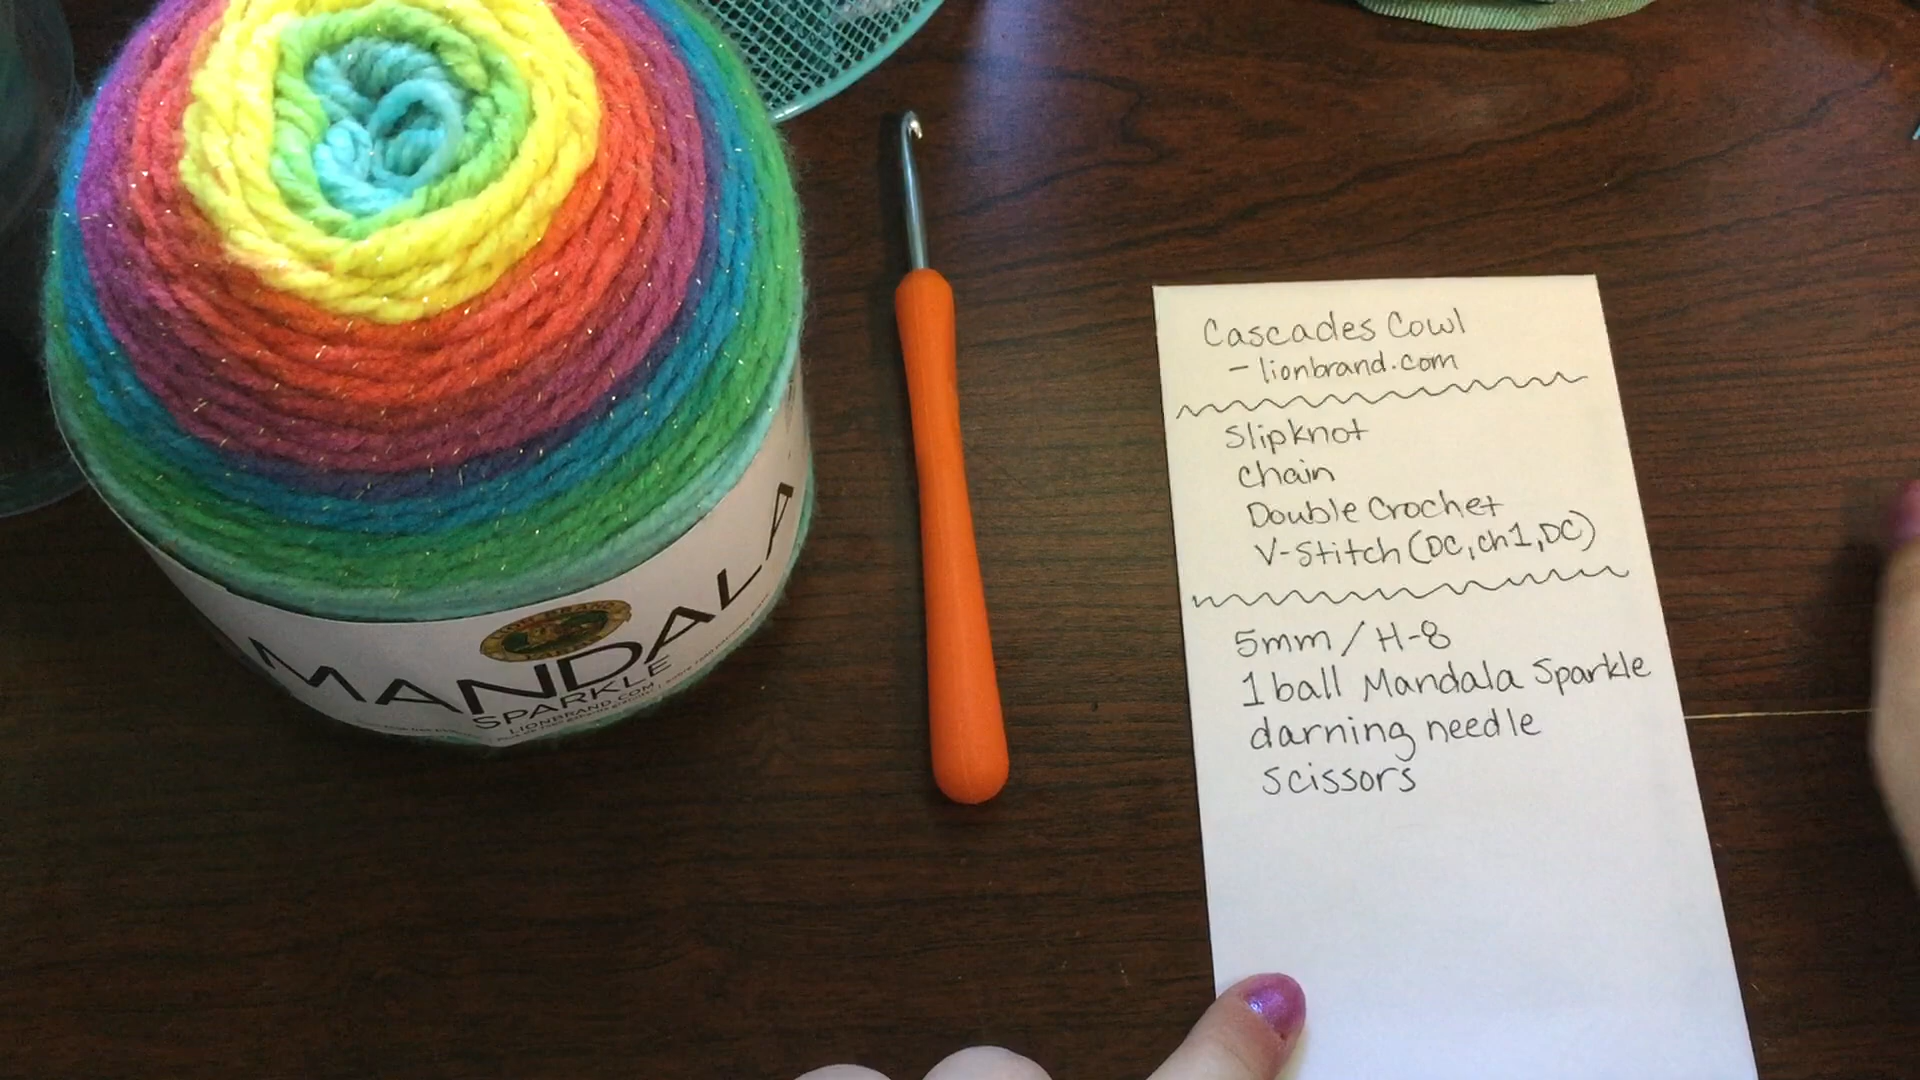 MANDALA
SPARKLE
LIONBRAND.COM
Cascades Cowl
- lionbrand.com
Slipknot
Chain
Double Crochet
V-Stitch (DC, ch1, DC)
5mm / H-8
1 ball Mandala Sparkle
darning needle
scissors